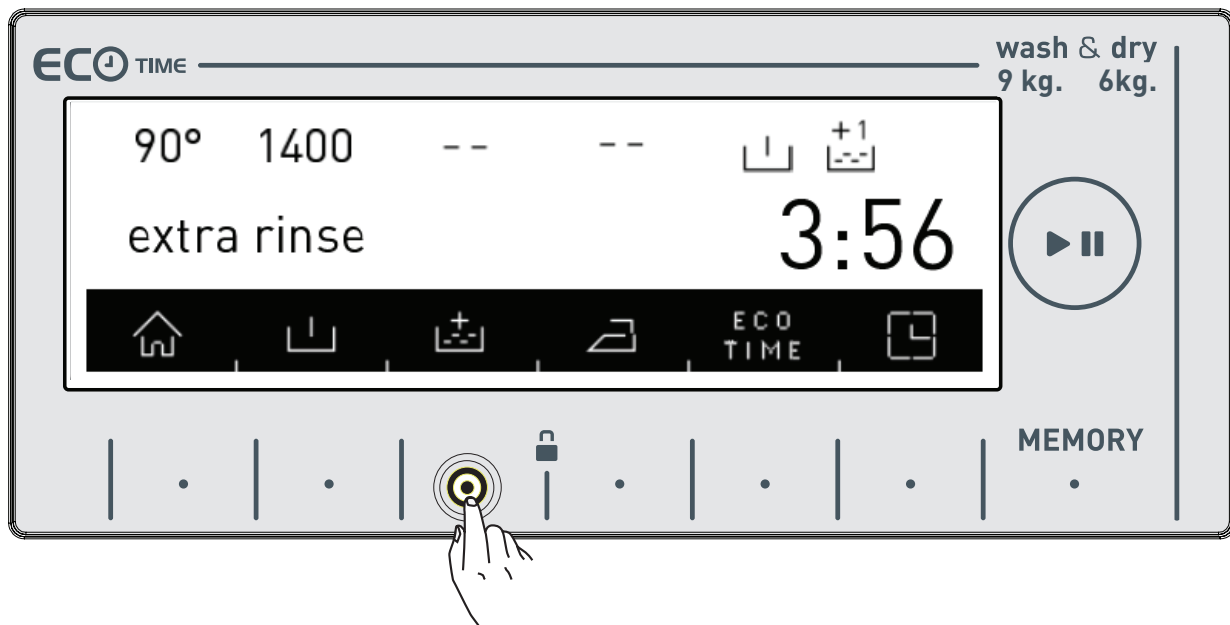 ECO TIME
wash & dry
9 kg. 6kg.
90° 1400 -- --
+1
extra rinse
3:56
ECO
TIME
MEMORY